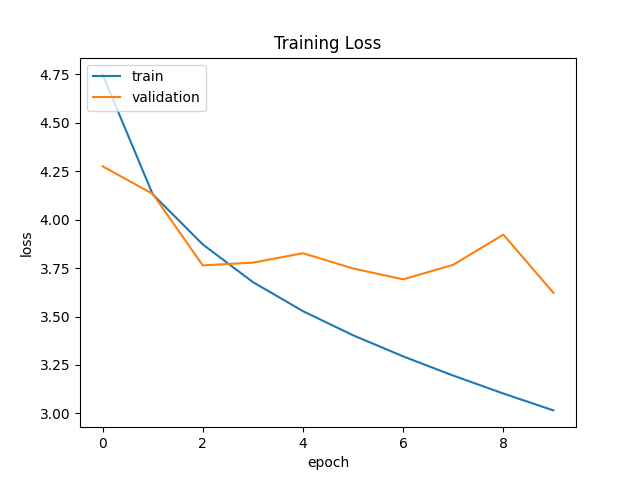 Training Loss
train
validation
loss
4.75
4.50
4.25
4.00
3.75
3.50
3.25
3.00
0 2 4 6 8
epoch